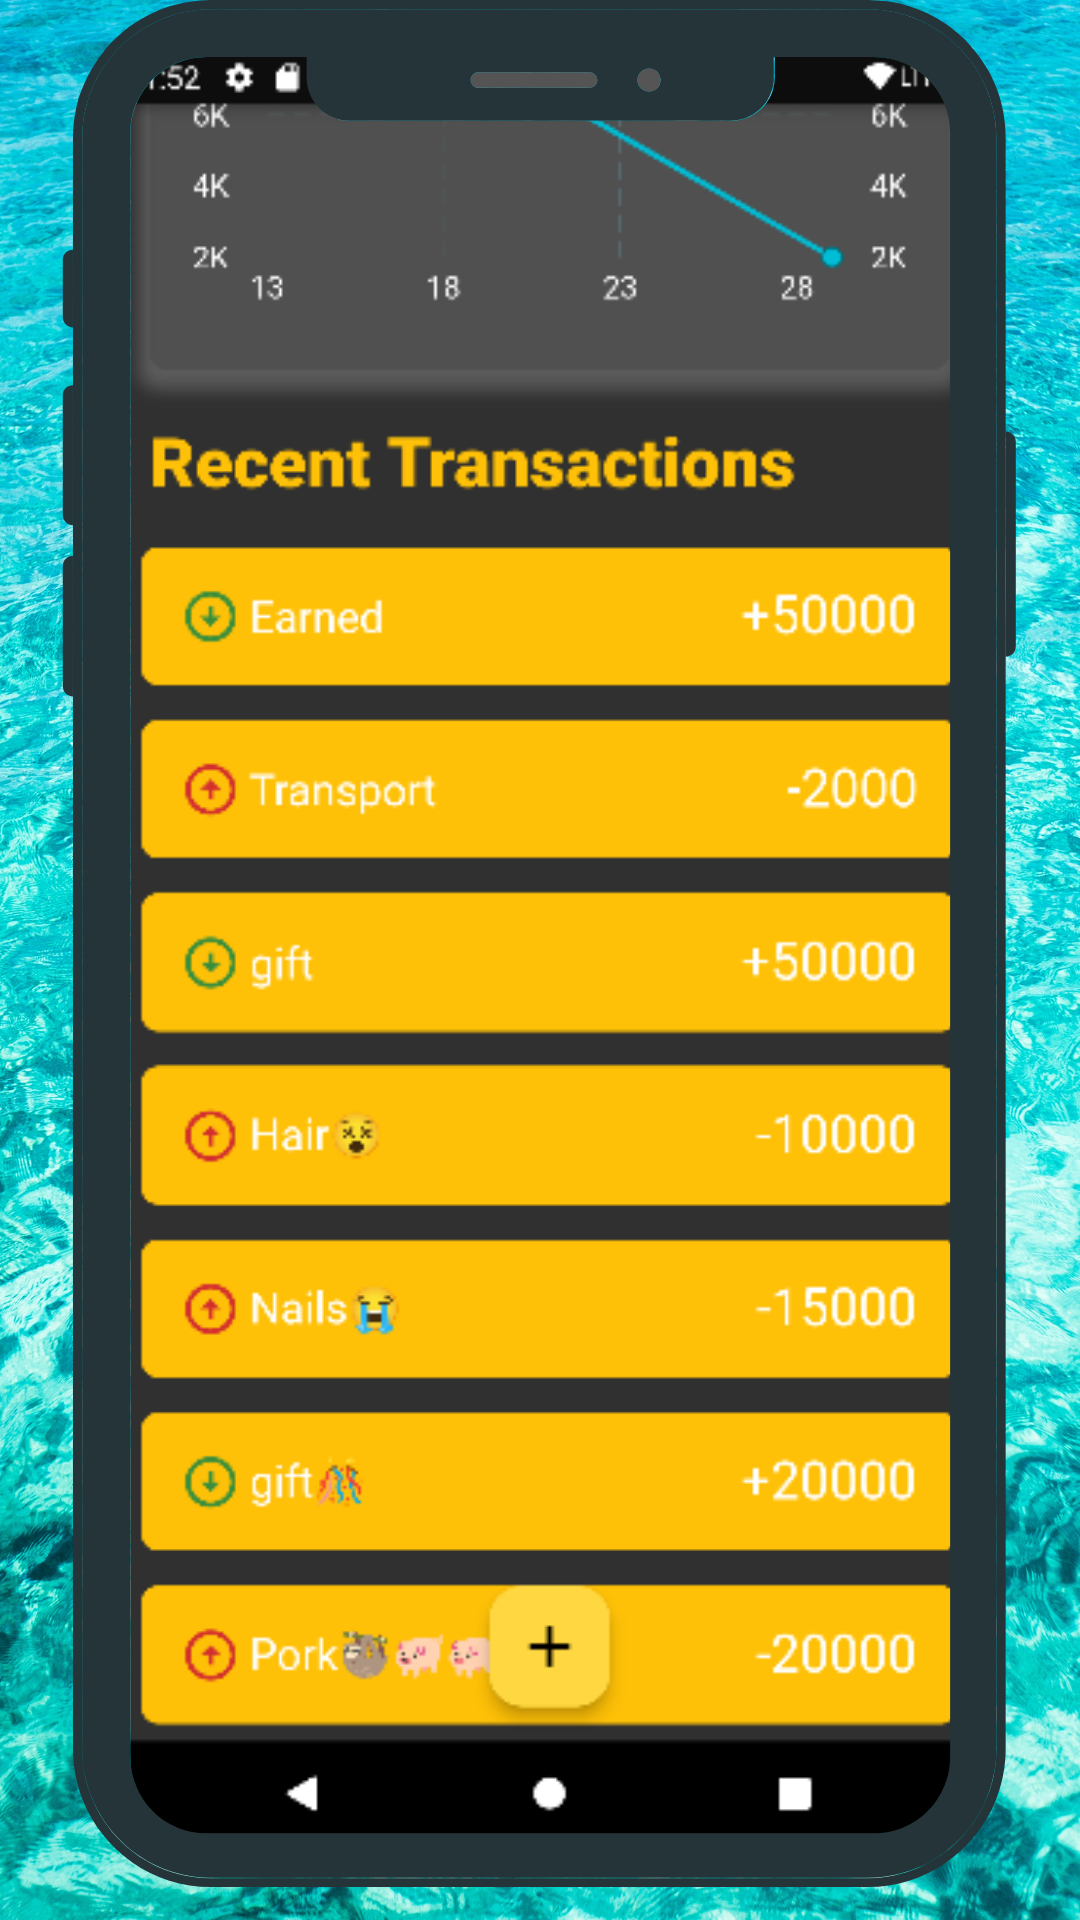 :52
6K 6K
4K 4K
2K 2K
13 18 23 28
Recent Transactions
Earned +50000
Transport -2000
gift +50000
Hair😵 -10000
Nails😭 -15000
gift🎊 -20000
Pork🦥🐖🐖 -20000